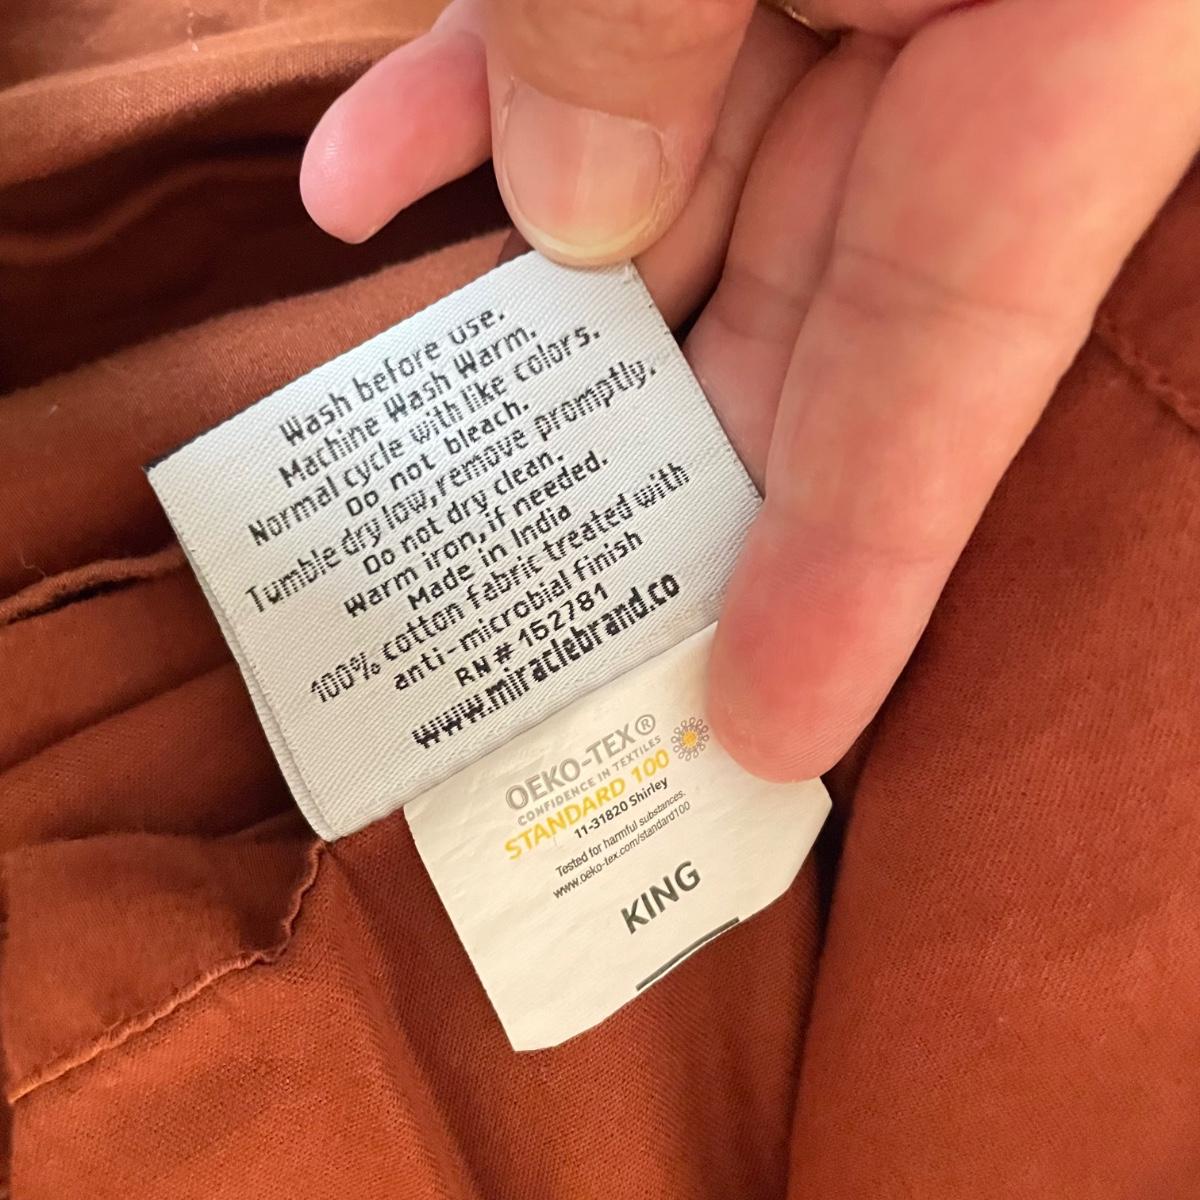 Wash before use.
Machine Wash Warm.
Normal cycle with like colors.
Do not bleach.
Tumble dry low, remove promptly.
Do not dry clean.
Warm iron, if needed.
Made in India
100% cotton fabric treated with
anti-microbial finish
RN # 152781
www.miraclebrand.co
OEKO-TEX®
CONFIDENCE IN TEXTILES
STANDARD 100
11-31820 Shirley
Tested for harmful substances.
www.oeko-tex.com/standard100
KING